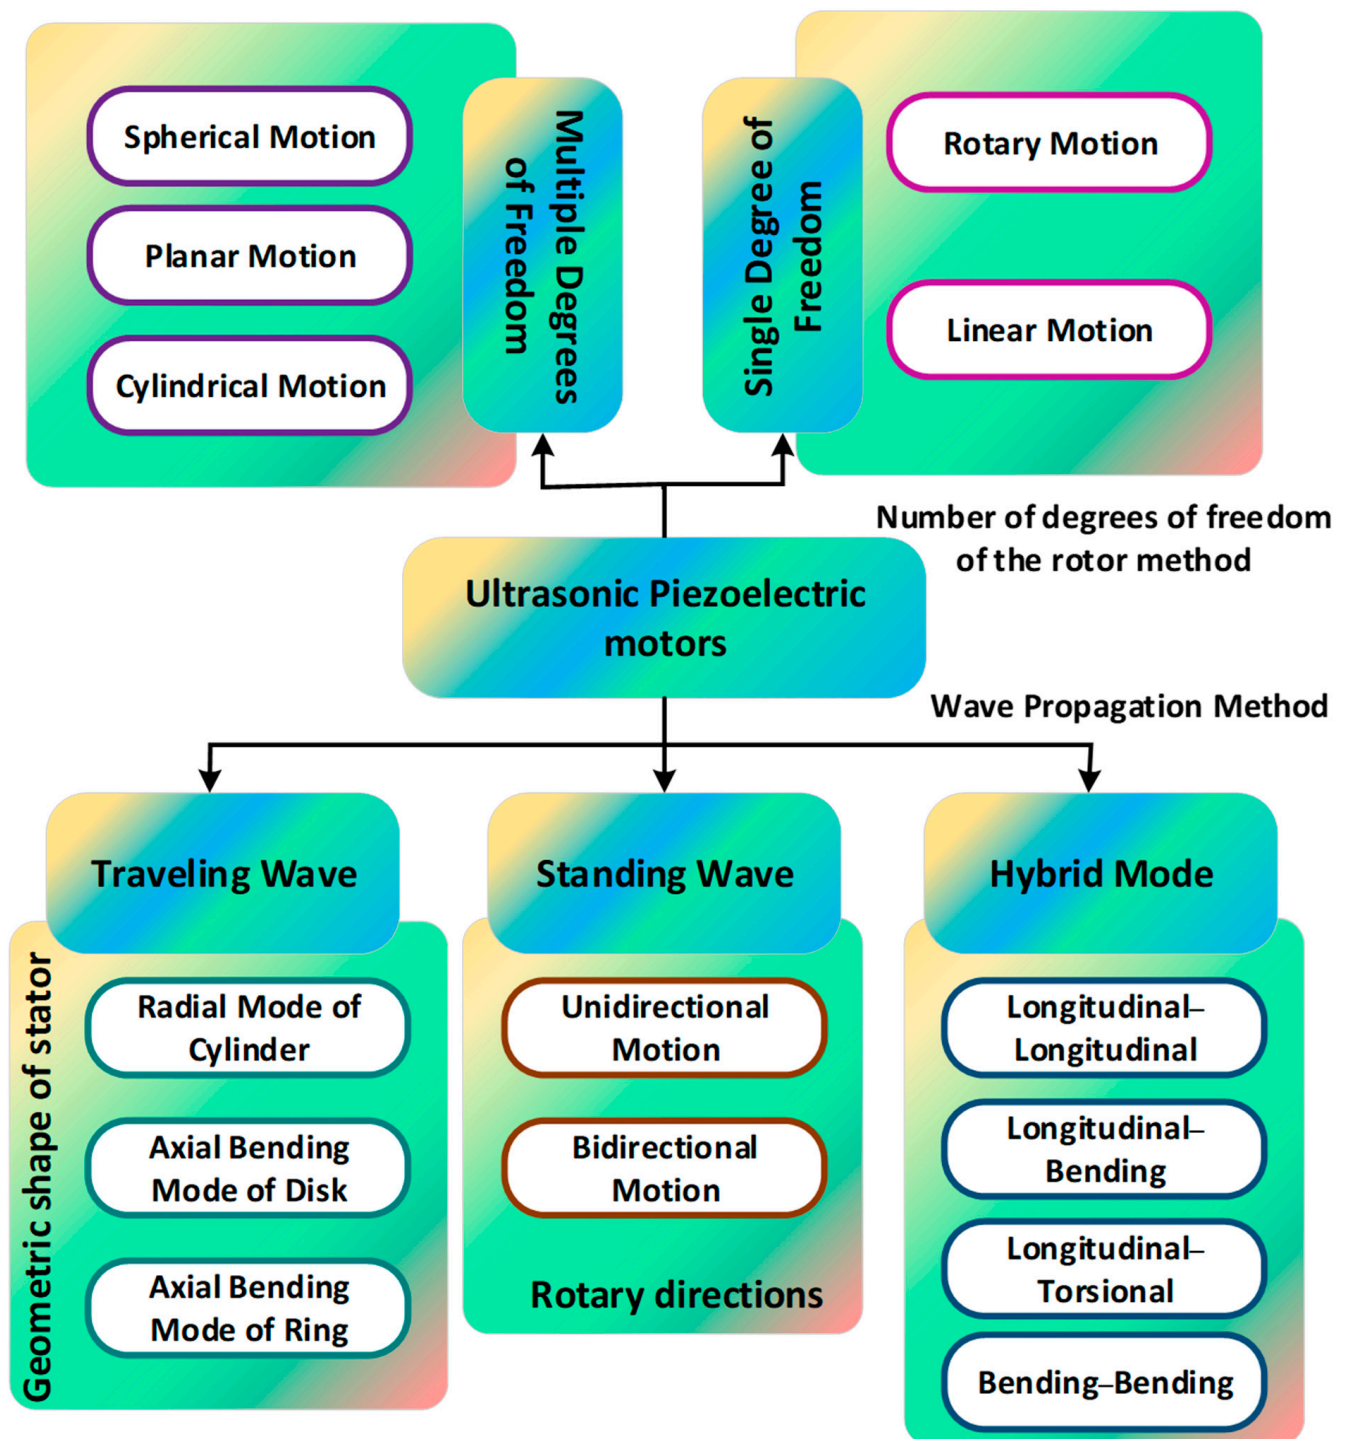 Spherical Motion
Planar Motion
Cylindrical Motion
Multiple Degrees
of Freedom
Single Degree of
Freedom
Rotary Motion
Linear Motion
Number of degrees of freedom
of the rotor method
Ultrasonic Piezoelectric
motors
Wave Propagation Method
Traveling Wave
Geometric shape of stator
Radial Mode of
Cylinder
Axial Bending
Mode of Disk
Axial Bending
Mode of Ring
Standing Wave
Unidirectional
Motion
Bidirectional
Motion
Rotary directions
Hybrid Mode
Longitudinal–
Longitudinal
Longitudinal–
Bending
Longitudinal–
Torsional
Bending–Bending